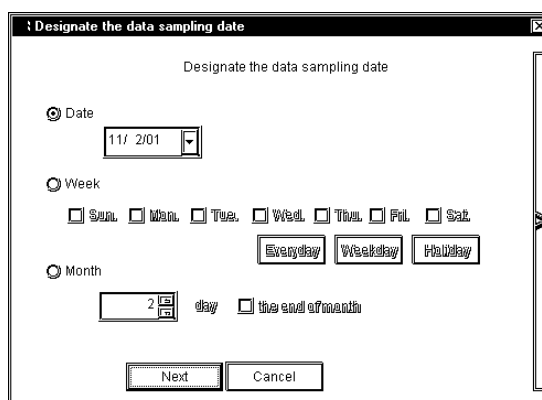 Designate the data sampling date
Designate the data sampling date
Date
11/ 2/01
Week
Sun. Mon. Tue. Wed. Thu. Fri. Sat.
Everyday Weekday Holiday
Month
2 day the end of month
Next Cancel